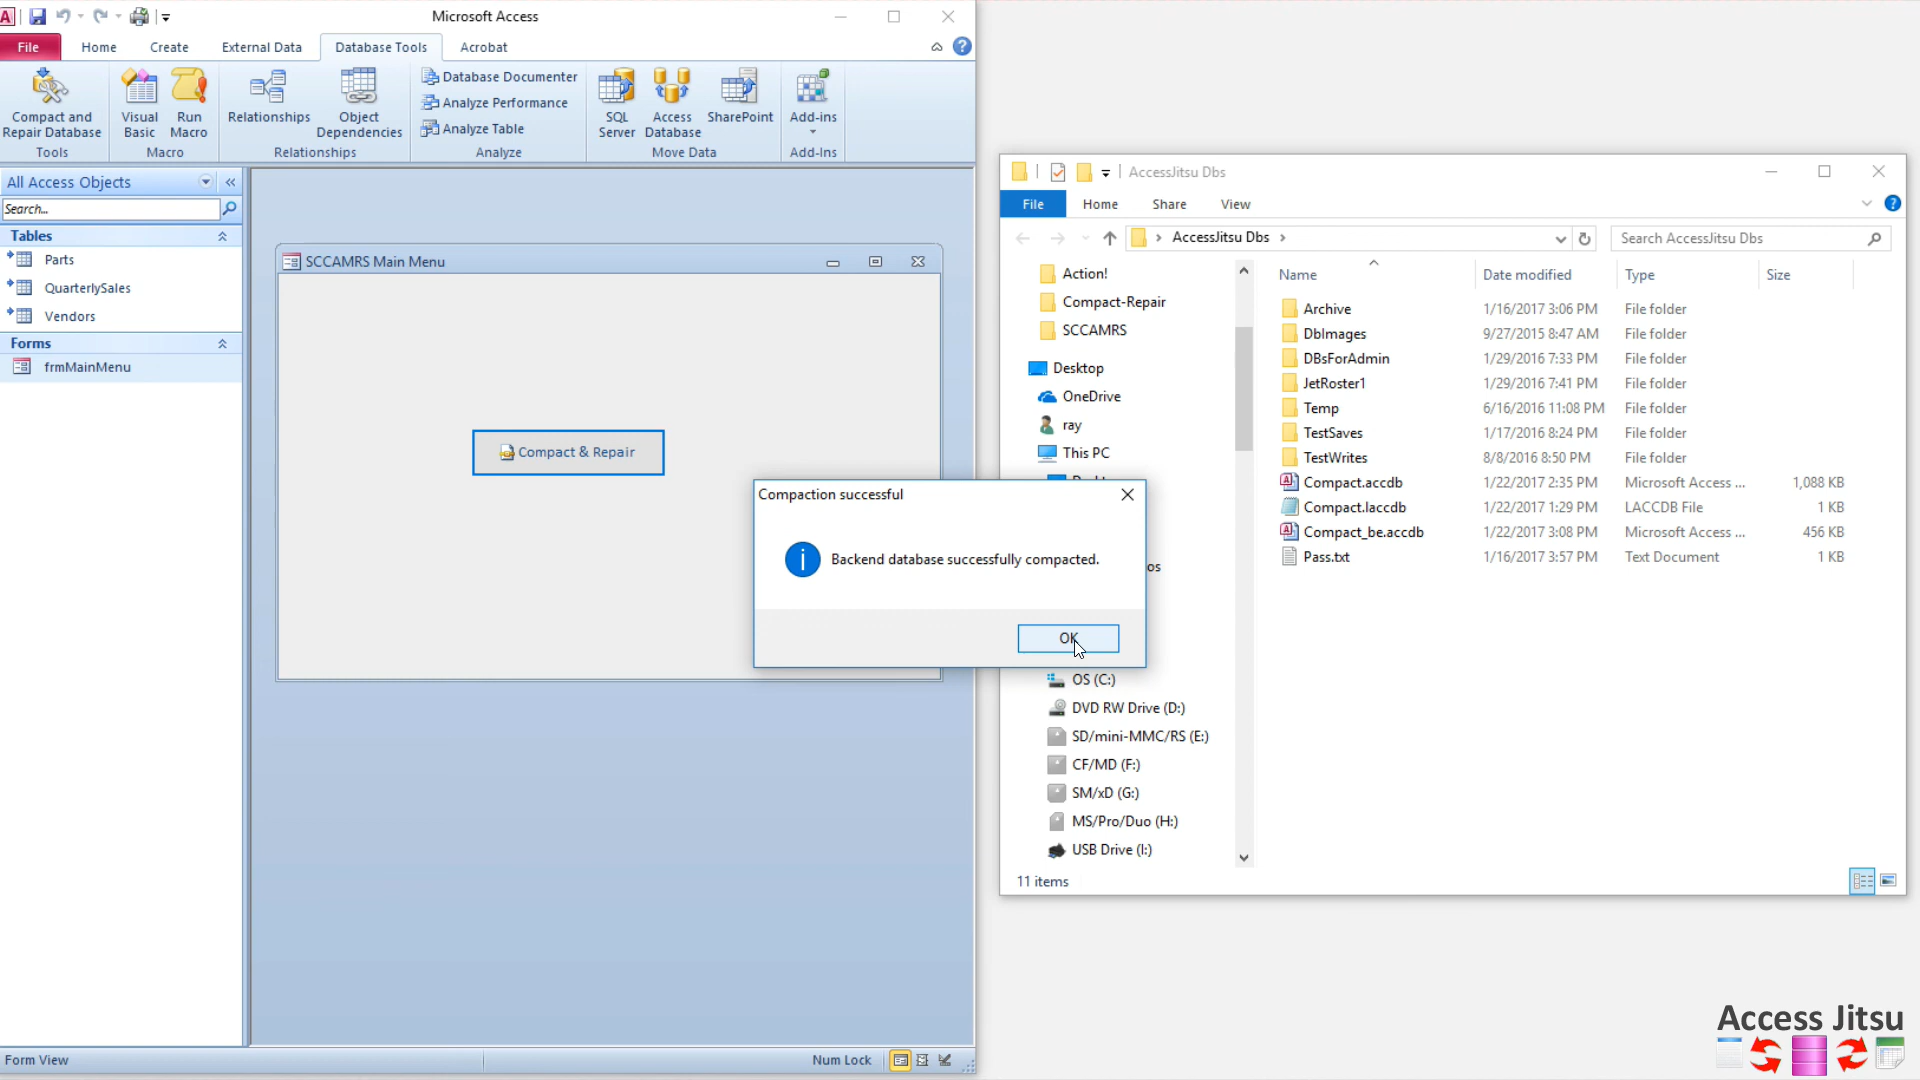 Microsoft Access
File Home Create External Data Database Tools Acrobat
Compact and Repair Database
Visual Basic
Run Macro
Relationships
Object Dependencies
Database Documenter
Analyze Performance
Analyze Table
SQL Server
Access Database
SharePoint
Add-ins
Tools Macro Relationships Analyze Move Data Add-Ins
All Access Objects
Search...
Tables
Parts
QuarterlySales
Vendors
Forms
frmMainMenu
SCCAMRS Main Menu
Compact & Repair
Compaction successful
Backend database successfully compacted.
OK
Form View
Num Lock
AccessJitsu Dbs
File Home Share View
AccessJitsu Dbs
Search AccessJitsu Dbs
Action!
Compact-Repair
SCCAMRS
Desktop
OneDrive
ray
This PC
os
OS (C:)
DVD RW Drive (D:)
SD/mini-MMC/RS (E:)
CF/MD (F:)
SM/xD (G:)
MS/Pro/Duo (H:)
USB Drive (I:)
Name Date modified Type Size
Archive 1/16/2017 3:06 PM File folder
DbImages 9/27/2015 8:47 AM File folder
DBsForAdmin 1/29/2016 7:33 PM File folder
JetRoster1 1/29/2016 7:41 PM File folder
Temp 6/16/2016 11:08 PM File folder
TestSaves 1/17/2016 8:24 PM File folder
TestWrites 8/8/2016 8:50 PM File folder
Compact.accdb 1/22/2017 2:35 PM Microsoft Access ... 1,088 KB
Compact.laccdb 1/22/2017 1:29 PM LACCDB File 1 KB
Compact_be.accdb 1/22/2017 3:08 PM Microsoft Access ... 456 KB
Pass.txt 1/16/2017 3:57 PM Text Document 1 KB
11 items
Access Jitsu